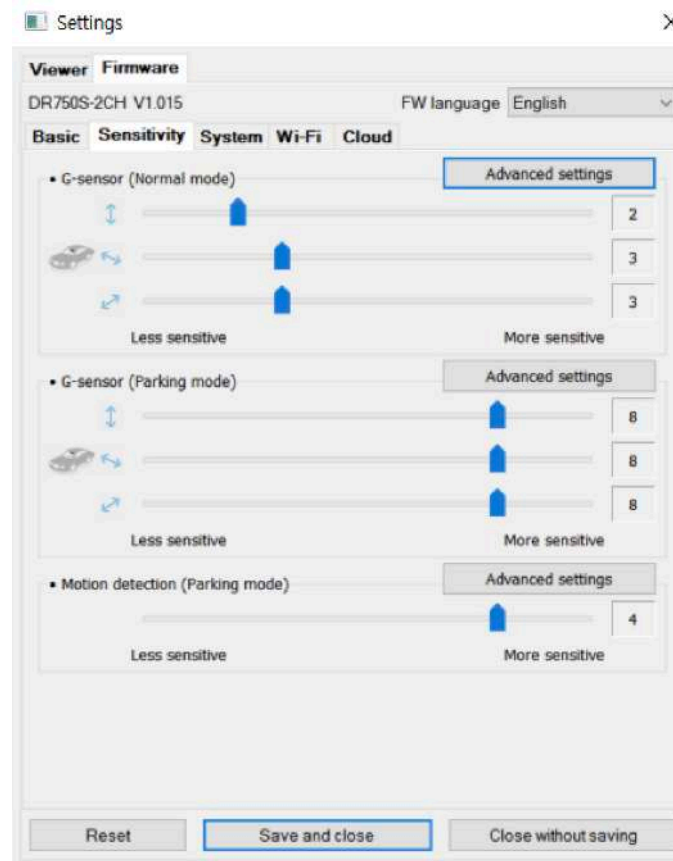 Settings
Viewer Firmware
DR750S-2CH V1.015 FW language English
Basic Sensitivity System Wi-Fi Cloud
• G-sensor (Normal mode) Advanced settings
2
3
3
Less sensitive More sensitive
• G-sensor (Parking mode) Advanced settings
8
8
8
Less sensitive More sensitive
• Motion detection (Parking mode) Advanced settings
4
Less sensitive More sensitive
Reset Save and close Close without saving